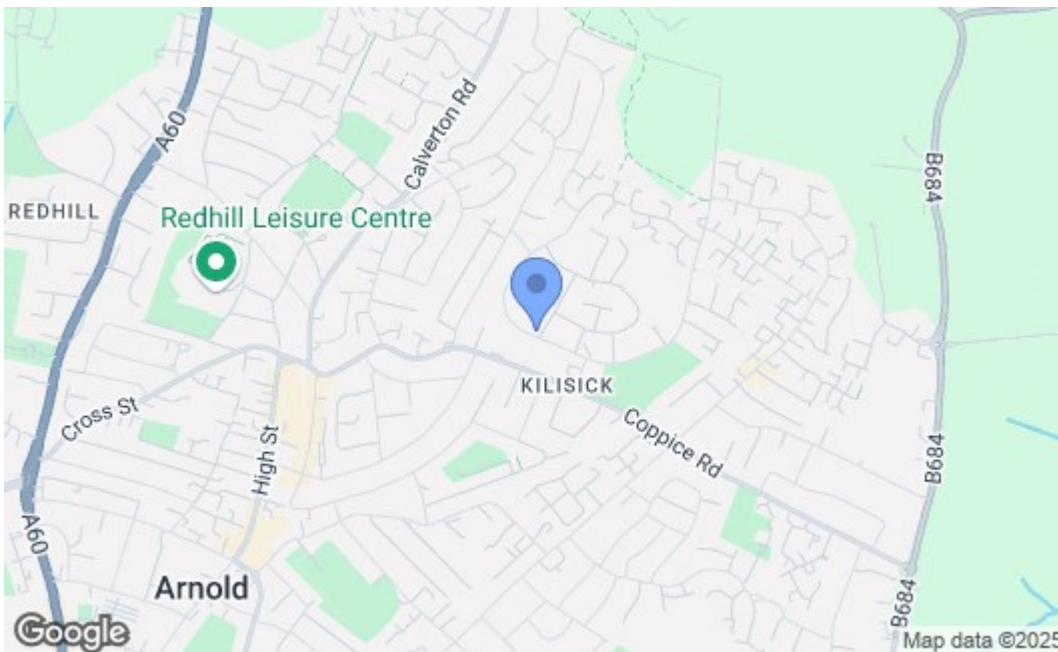 A60
Calverton Rd
B684
REDHILL
Redhill Leisure Centre
KILISICK
Cross St
High St
Coppice Rd
B684
A60
Arnold
B684
Google
Map data ©2025